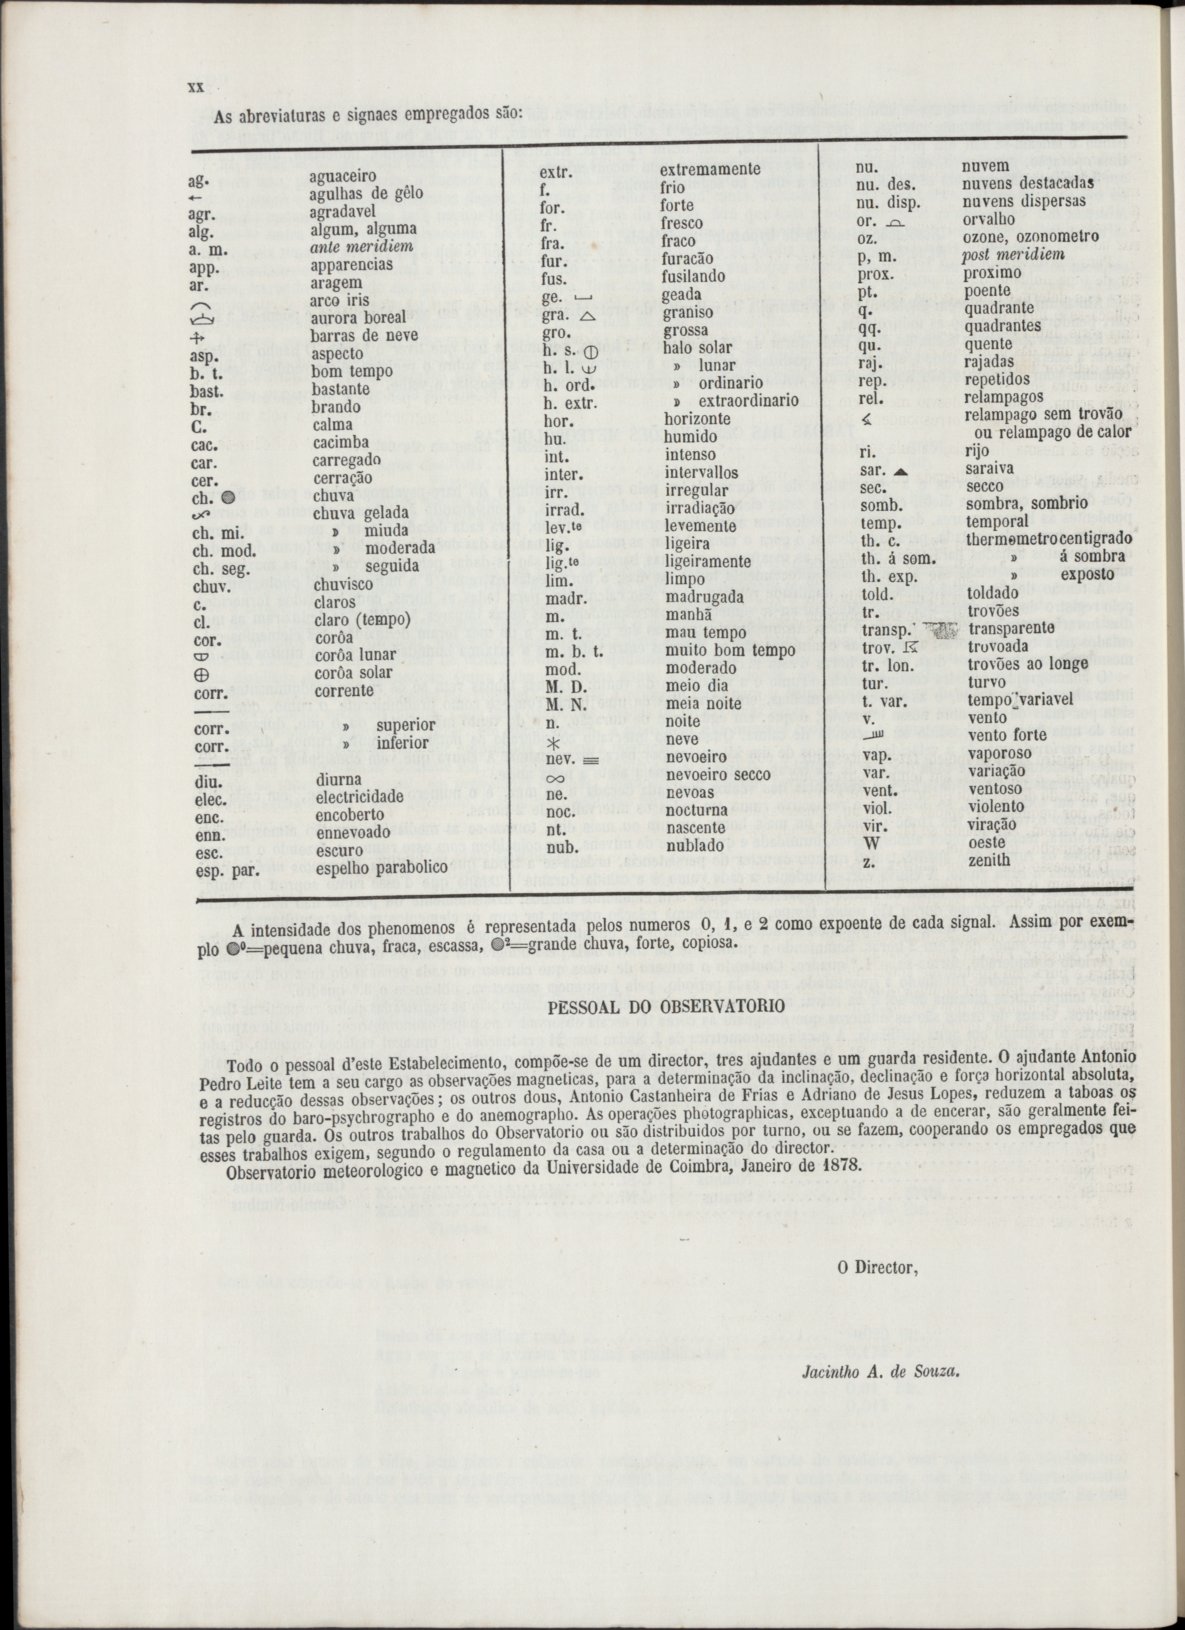 xx
As abreviaturas e signaes empregados são:
ag. aguaceiro
← agulhas de gêlo
agr. agradavel
alg. algum, alguma
a. m. ante meridiem
app. apparencias
ar. aragem
arco iris
aurora boreal
barras de neve
asp. aspecto
b. t. bom tempo
bast. bastante
br. brando
C. calma
cac. cacimba
car. carregado
cer. cerração
ch. ● chuva
chuva gelada
ch. mi. » miuda
ch. mod. » moderada
ch. seg. » seguida
chuv. chuvisco
c. claros
cl. claro (tempo)
cor. corôa
corôa lunar
⊕ corôa solar
corr. corrente
corr. » superior
corr. » inferior
diu. diurna
elec. electricidade
enc. encoberto
enn. ennevoado
esc. escuro
esp. par. espelho parabolico
extr. extremamente
f. frio
for. forte
fr. fresco
fra. fraco
fur. furacão
fus. fusilando
ge. geada
gra. △ graniso
gro. grossa
h. s. halo solar
h. l. » lunar
h. ord. » ordinario
h. extr. » extraordinario
hor. horizonte
hu. humido
int. intenso
inter. intervallos
irr. irregular
irrad. irradiação
lev.te levemente
lig. ligeira
lig.te ligeiramente
lim. limpo
madr. madrugada
m. manhã
m. t. mau tempo
m. b. t. muito bom tempo
mod. moderado
M. D. meio dia
M. N. meia noite
n. noite
✳ neve
nev. ≡ nevoeiro
∞ nevoeiro secco
ne. nevoas
noc. nocturna
nt. nascente
nub. nublado
nu. nuvem
nu. des. nuvens destacadas
nu. disp. nuvens dispersas
or. orvalho
oz. ozone, ozonometro
p, m. post meridiem
prox. proximo
pt. poente
q. quadrante
qq. quadrantes
qu. quente
raj. rajadas
rep. repetidos
rel. relampagos
relampago sem trovão
ou relampago de calor
ri. rijo
sar. ▲ saraiva
sec. secco
somb. sombra, sombrio
temp. temporal
th. c. thermometro centigrado
th. á som. » á sombra
th. exp. » exposto
told. toldado
tr. trovões
transp. transparente
trov. trovoada
tr. lon. trovões ao longe
tur. turvo
t. var. tempo variavel
v. vento
vento forte
vap. vaporoso
var. variação
vent. ventoso
viol. violento
vir. viração
W oeste
z. zenith
A intensidade dos phenomenos é representada pelos numeros 0, 1, e 2 como expoente de cada signal. Assim por exem-
plo ●⁰=pequena chuva, fraca, escassa, ●²=grande chuva, forte, copiosa.
PESSOAL DO OBSERVATORIO
Todo o pessoal d'este Estabelecimento, compõe-se de um director, tres ajudantes e um guarda residente. O ajudante Antonio
Pedro Leite tem a seu cargo as observações magneticas, para a determinação da inclinação, declinação e força horizontal absoluta,
e a reducção dessas observações; os outros dous, Antonio Castanheira de Frias e Adriano de Jesus Lopes, reduzem a taboas os
registros do baro-psychrographo e do anemographo. As operações photographicas, exceptuando a de encerar, são geralmente fei-
tas pelo guarda. Os outros trabalhos do Observatorio ou são distribuidos por turno, ou se fazem, cooperando os empregados que
esses trabalhos exigem, segundo o regulamento da casa ou a determinação do director.
Observatorio meteorologico e magnetico da Universidade de Coimbra, Janeiro de 1878.
O Director,
Jacintho A. de Souza.